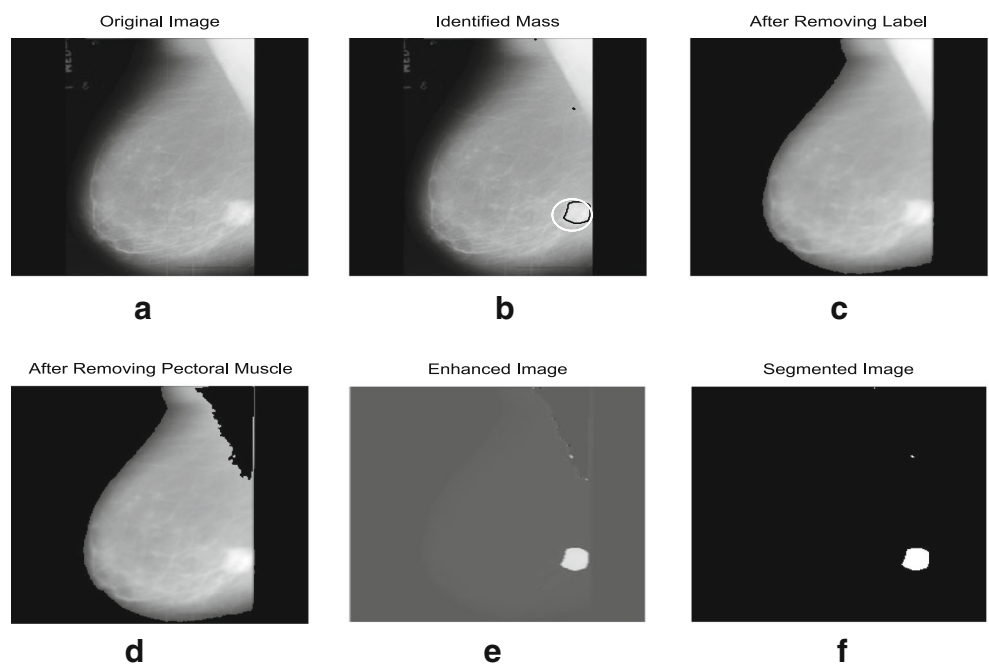 Original Image
Identified Mass
After Removing Label
a
b
c
After Removing Pectoral Muscle
Enhanced Image
Segmented Image
d
e
f